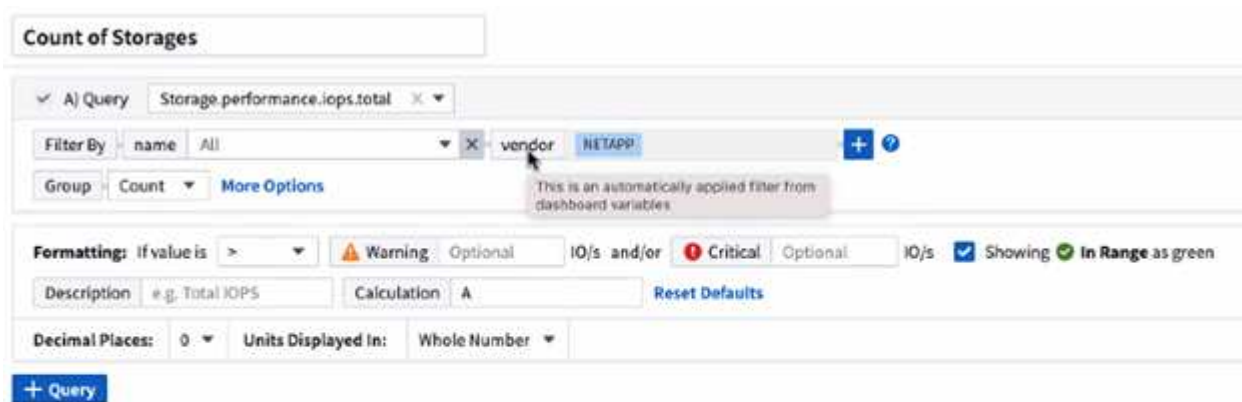 Count of Storages
A) Query Storage.performance.iops.total
Filter By name All vendor NETAPP
Group Count More Options
This is an automatically applied filter from
dashboard variables
Formatting: If value is > Warning Optional IO/s and/or Critical Optional IO/s Showing In Range as green
Description e.g. Total IOPS Calculation A Reset Defaults
Decimal Places: 0 Units Displayed In: Whole Number
+ Query